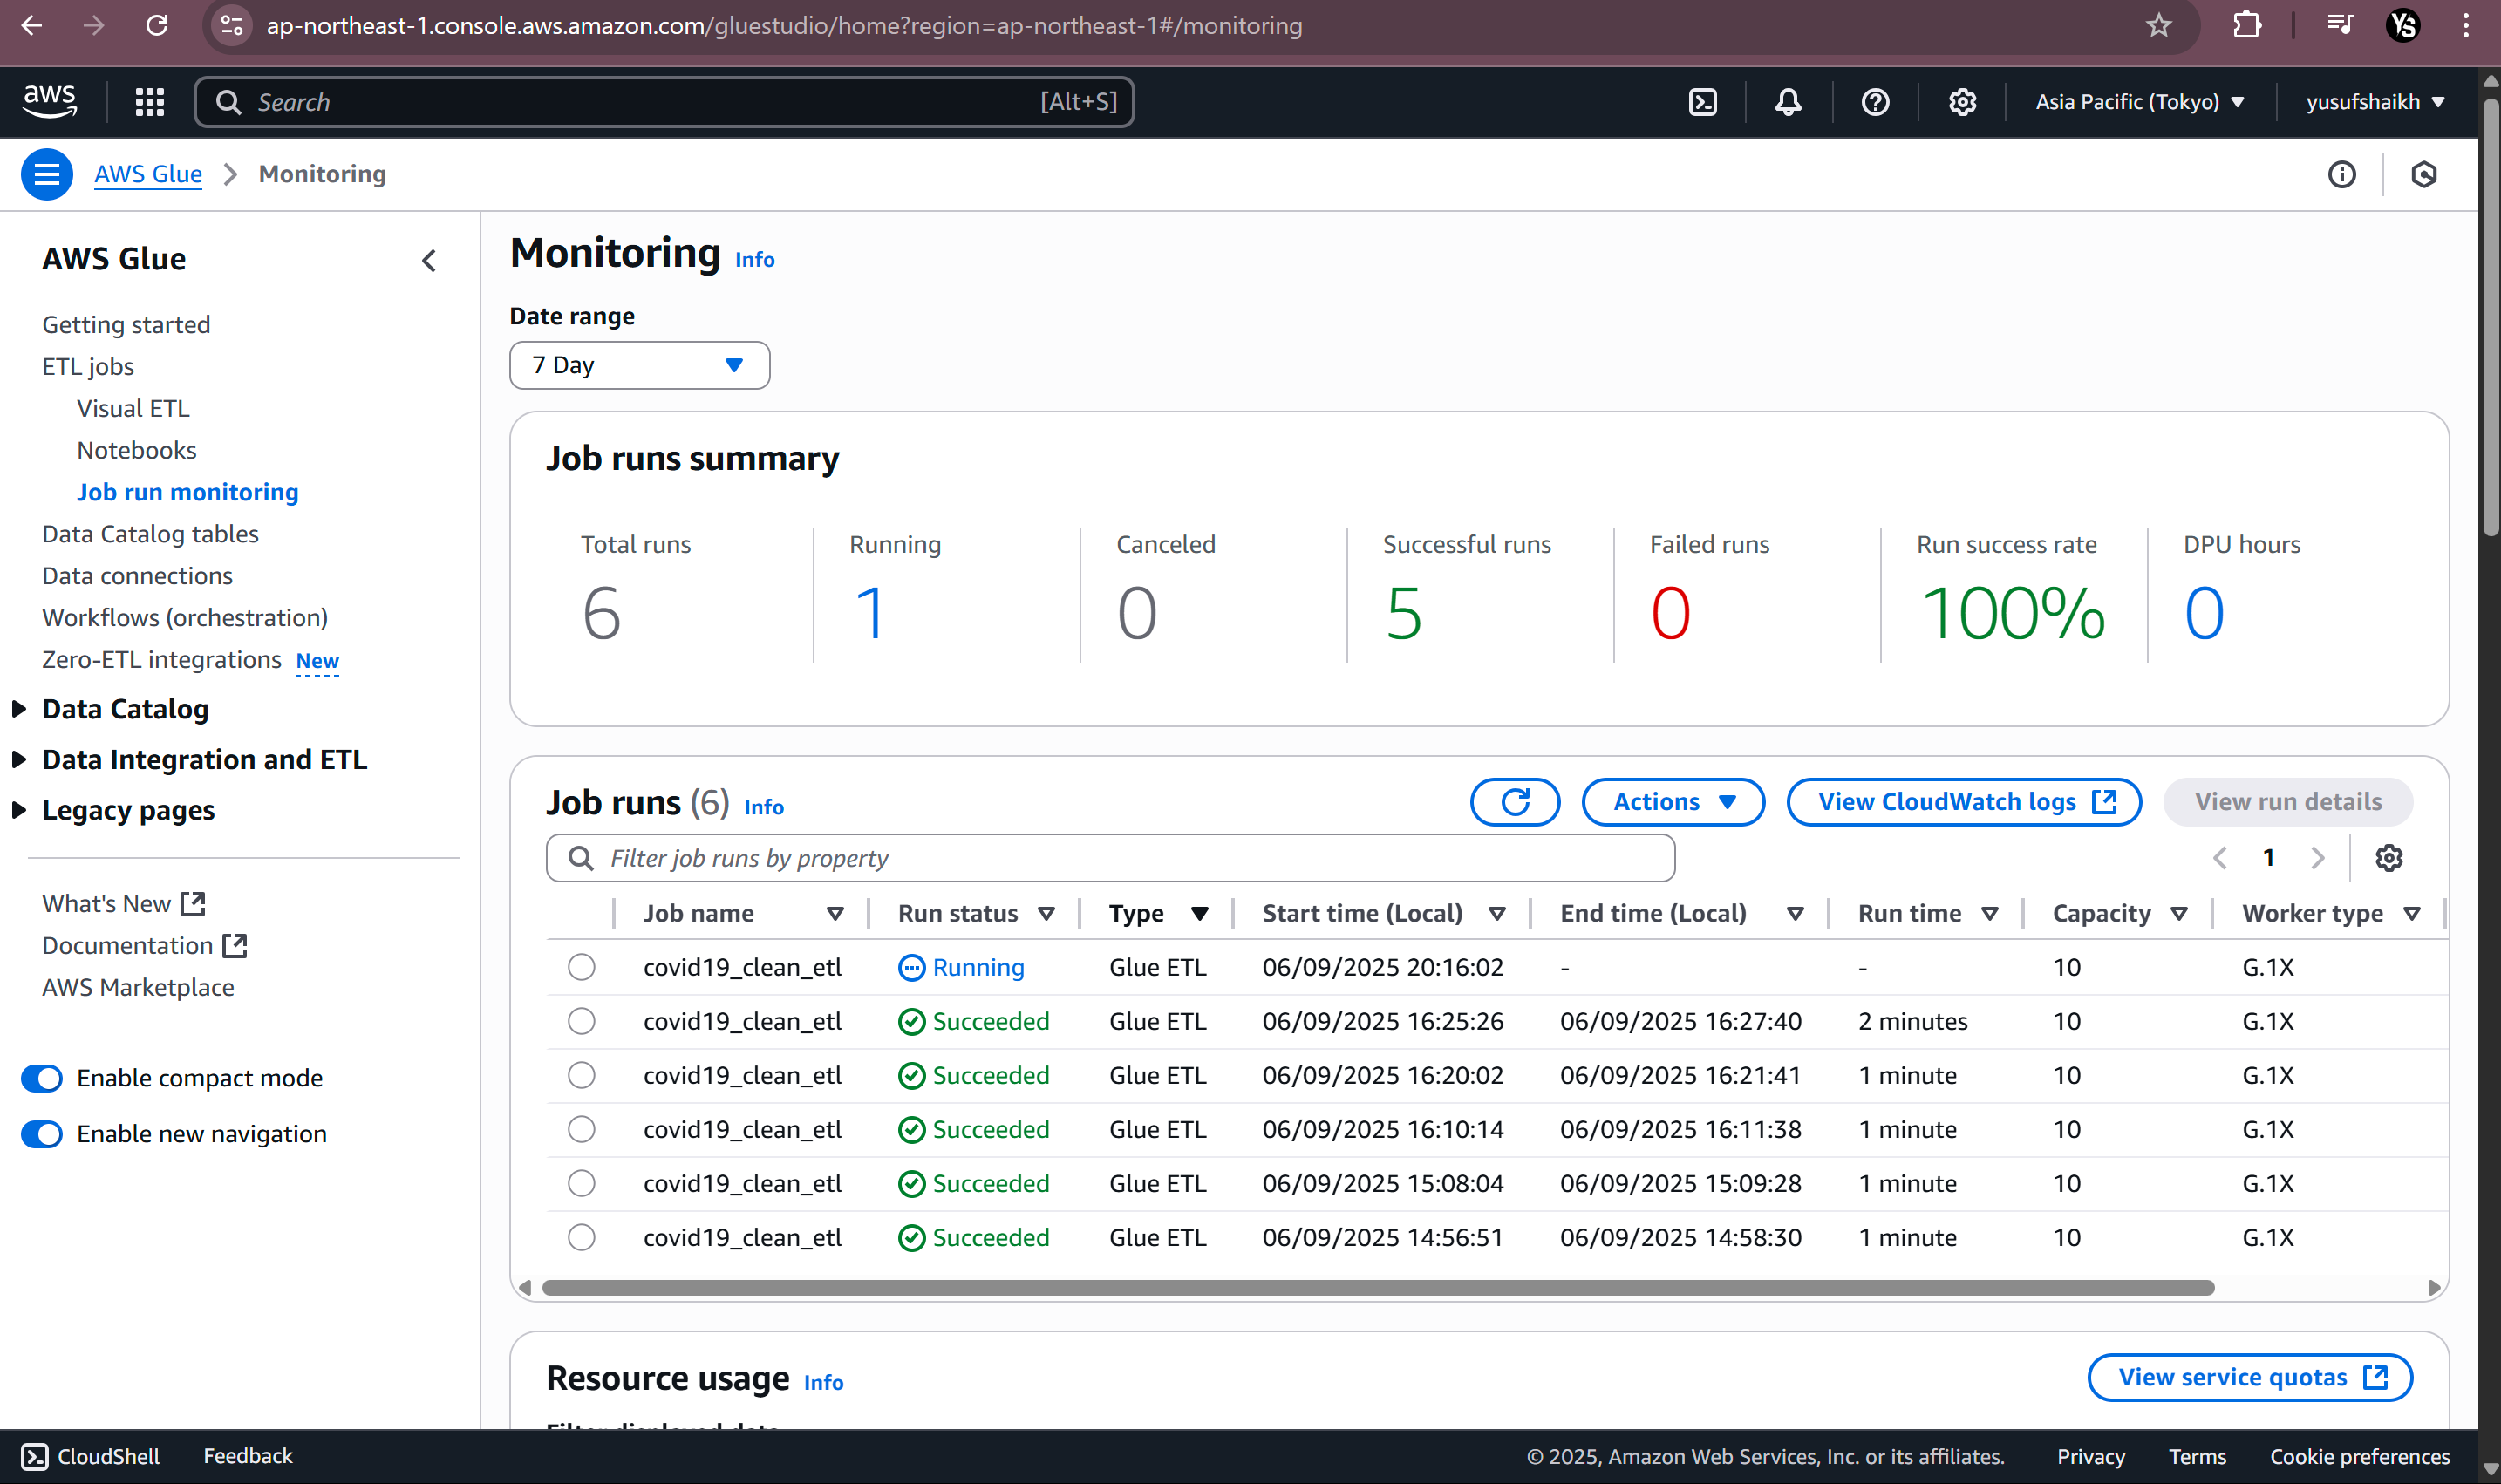 ap-northeast-1.console.aws.amazon.com/gluestudio/home?region=ap-northeast-1#/monitoring
YS
aws
Search
[Alt+S]
Asia Pacific (Tokyo)
yusufshaikh
AWS Glue
Monitoring
AWS Glue
Getting started
ETL jobs
Visual ETL
Notebooks
Job run monitoring
Data Catalog tables
Data connections
Workflows (orchestration)
Zero-ETL integrations New
Data Catalog
Data Integration and ETL
Legacy pages
What's New
Documentation
AWS Marketplace
Enable compact mode
Enable new navigation
Monitoring Info
Date range
7 Day
Job runs summary
Total runs
6
Running
1
Canceled
0
Successful runs
5
Failed runs
0
Run success rate
100%
DPU hours
0
Job runs (6) Info
Actions
View CloudWatch logs
View run details
Filter job runs by property
1
Job name Run status Type Start time (Local) End time (Local) Run time Capacity Worker type
covid19_clean_etl Running Glue ETL 06/09/2025 20:16:02 - - 10 G.1X
covid19_clean_etl Succeeded Glue ETL 06/09/2025 16:25:26 06/09/2025 16:27:40 2 minutes 10 G.1X
covid19_clean_etl Succeeded Glue ETL 06/09/2025 16:20:02 06/09/2025 16:21:41 1 minute 10 G.1X
covid19_clean_etl Succeeded Glue ETL 06/09/2025 16:10:14 06/09/2025 16:11:38 1 minute 10 G.1X
covid19_clean_etl Succeeded Glue ETL 06/09/2025 15:08:04 06/09/2025 15:09:28 1 minute 10 G.1X
covid19_clean_etl Succeeded Glue ETL 06/09/2025 14:56:51 06/09/2025 14:58:30 1 minute 10 G.1X
Resource usage Info
View service quotas
Filter displayed data
CloudShell
Feedback
© 2025, Amazon Web Services, Inc. or its affiliates.
Privacy
Terms
Cookie preferences